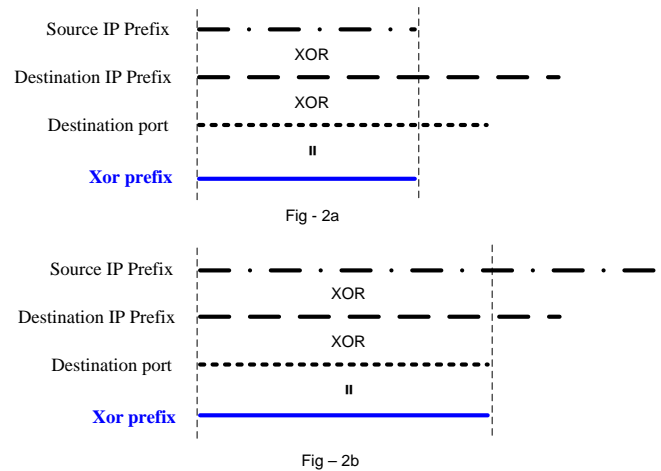 Source IP Prefix
XOR
Destination IP Prefix
XOR
Destination port
=
Xor prefix
Fig - 2a
Source IP Prefix
XOR
Destination IP Prefix
XOR
Destination port
=
Xor prefix
Fig – 2b